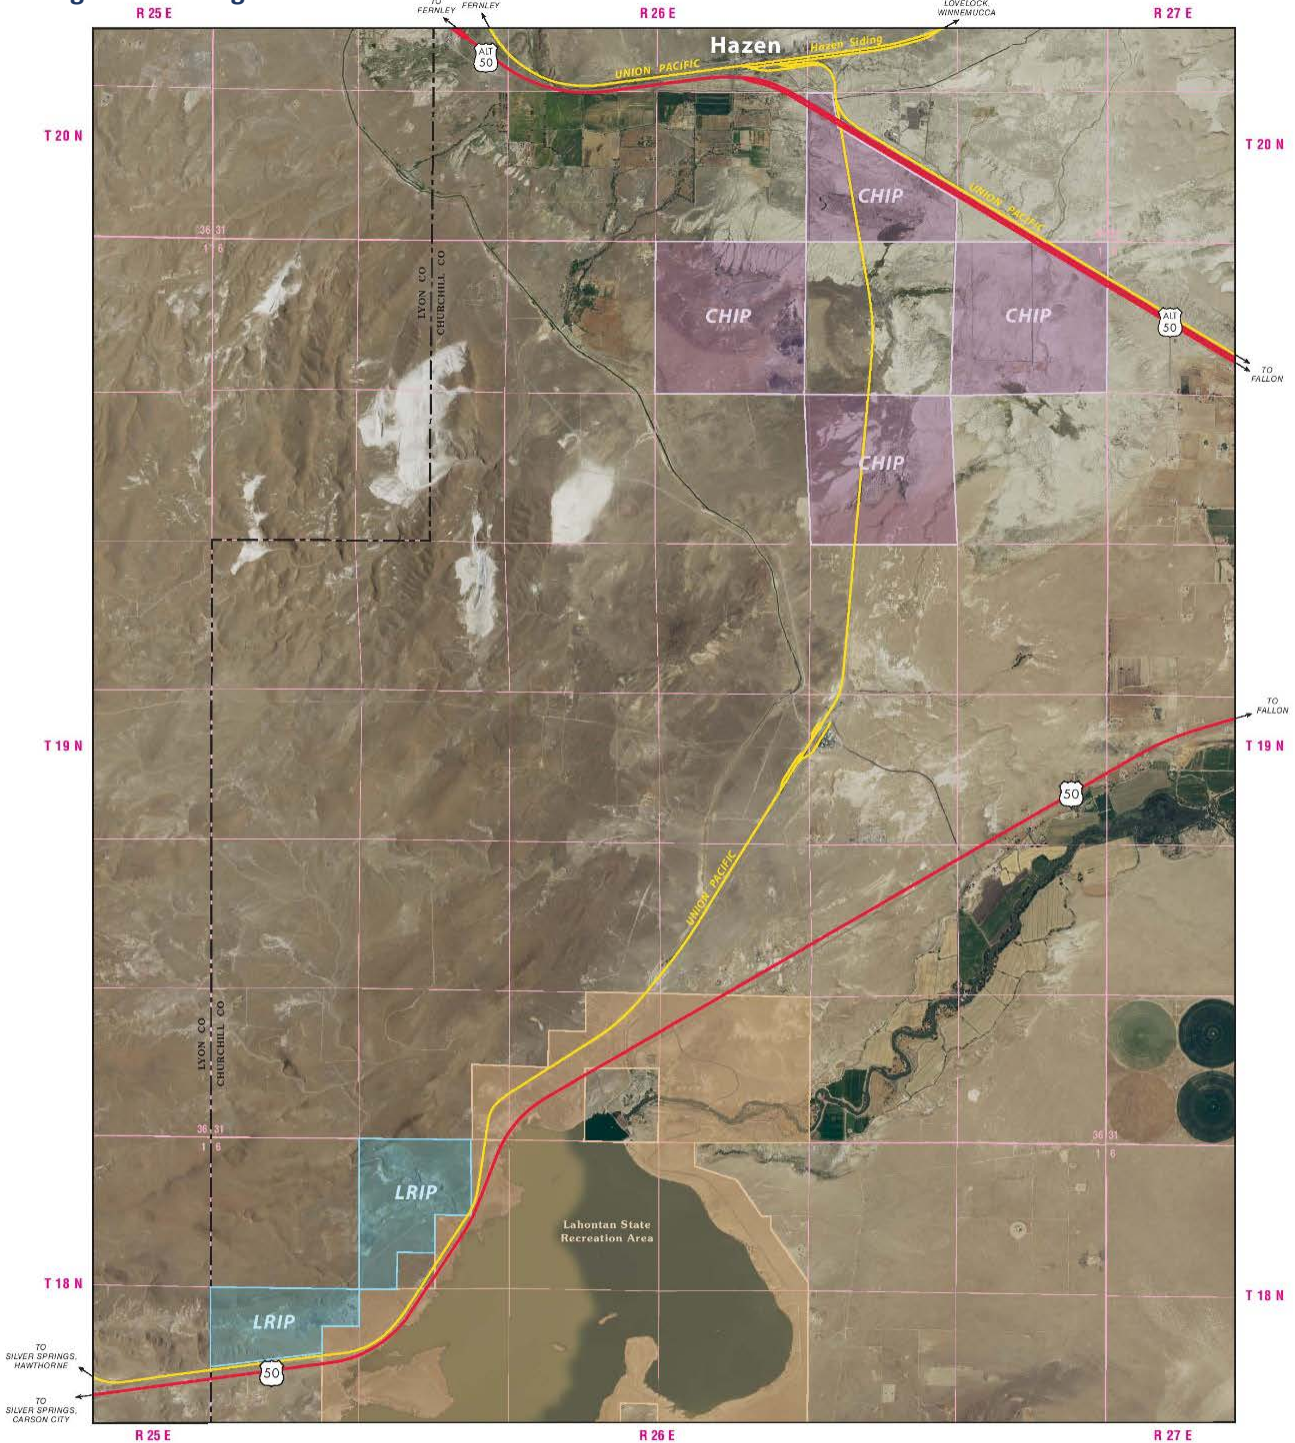 R 25 E
R 26 E
R 27 E
TO
FERNLEY
FERNLEY
LOVELOCK,
WINNEMUCCA
Hazen
Hazen Siding
UNION PACIFIC
ALT
50
T 20 N
T 20 N
CHIP
UNION PACIFIC
36 31
1 6
LYON CO
CHURCHILL CO
CHIP
CHIP
ALT
50
TO
FALLON
CHIP
TO
FALLON
T 19 N
T 19 N
50
UNION PACIFIC
LYON CO
CHURCHILL CO
36 31
1 6
36 31
1 6
LRIP
Lahontan State
Recreation Area
T 18 N
T 18 N
LRIP
TO
SILVER SPRINGS,
HAWTHORNE
50
TO
SILVER SPRINGS,
CARSON CITY
R 25 E
R 26 E
R 27 E